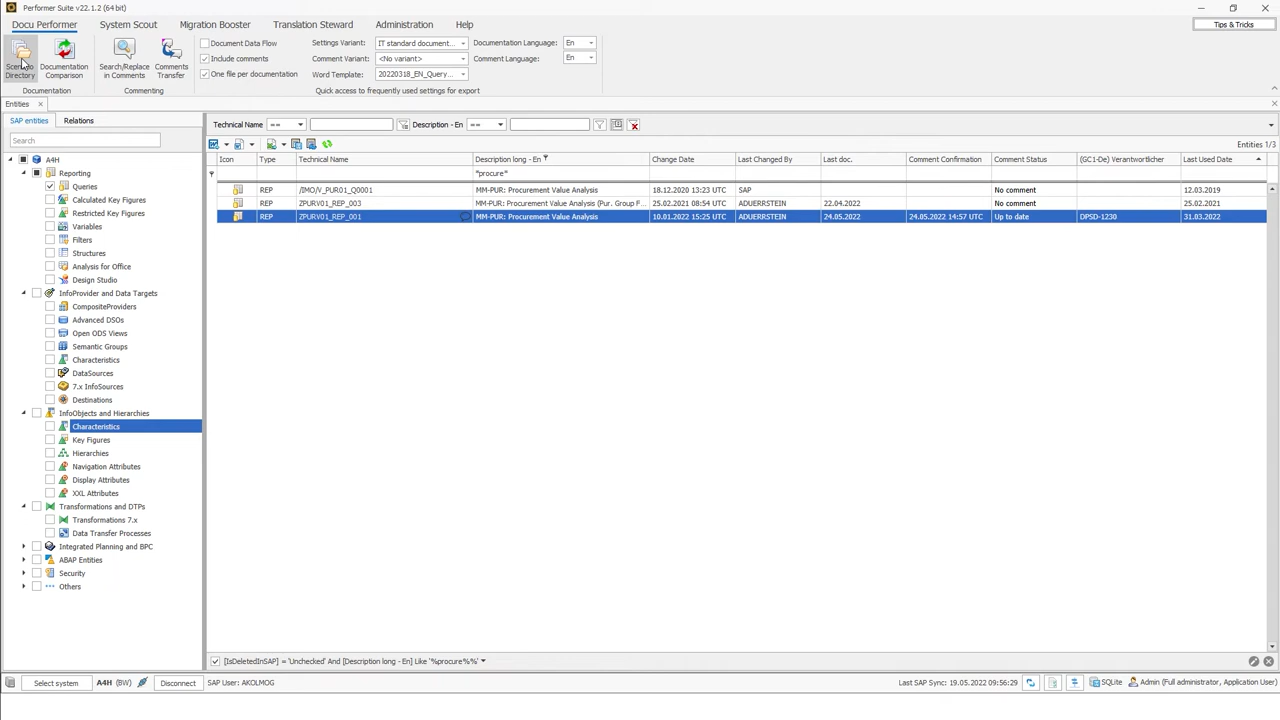 Performer Suite v22.1.2 (64 bit)
Docu Performer System Scout Migration Booster Translation Steward Administration Help
Tips & Tricks
Scenario Directory
Documentation Comparison
Search/Replace in Comments
Comments Transfer
Document Data Flow
Include comments
One file per documentation
Settings Variant: IT standard document...
Comment Variant: <No variant>
Word Template: 20220318_EN_Query...
Documentation Language: En
Comment Language: En
Documentation Commenting Quick access to frequently used settings for export
Entities
SAP entities Relations
Search
A4H
Reporting
Queries
Calculated Key Figures
Restricted Key Figures
Variables
Filters
Structures
Analysis for Office
Design Studio
InfoProvider and Data Targets
CompositeProviders
Advanced DSOs
Open ODS Views
Semantic Groups
Characteristics
DataSources
7.x InfoSources
Destinations
InfoObjects and Hierarchies
Characteristics
Key Figures
Hierarchies
Navigation Attributes
Display Attributes
XXL Attributes
Transformations and DTPs
Transformations 7.x
Data Transfer Processes
Integrated Planning and BPC
ABAP Entities
Security
Others
Technical Name == Description - En ==
Entities 1/3
Icon Type Technical Name Description long - En Change Date Last Changed By Last doc. Comment Confirmation Comment Status (GC1-De) Verantwortlicher Last Used Date
*procure*
REP /IMO/V_PUR01_Q0001 MM-PUR: Procurement Value Analysis 18.12.2020 13:23 UTC SAP No comment 12.03.2019
REP ZPURV01_REP_003 MM-PUR: Procurement Value Analysis (Pur. Group F... 25.02.2021 08:54 UTC ADUERRSTEIN 22.04.2022 No comment 25.02.2021
REP ZPURV01_REP_001 MM-PUR: Procurement Value Analysis 10.01.2022 15:25 UTC ADUERRSTEIN 24.05.2022 24.05.2022 14:57 UTC Up to date DPSD-1230 31.03.2022
[IsDeletedInSAP] = 'Unchecked' And [Description long - En] Like '%procure%%'
Select system A4H (BW) Disconnect SAP User: AKOLMOG Last SAP Sync: 19.05.2022 09:56:29 SQLite Admin (Full administrator, Application User)